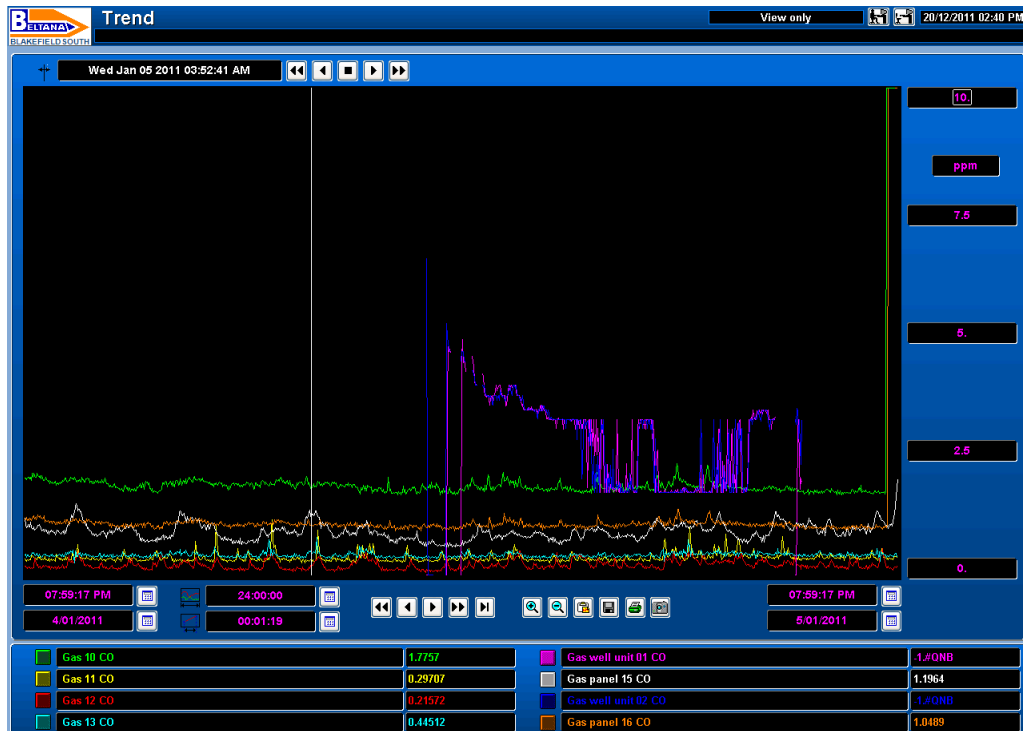 BELTANA
BLAKEFIELD SOUTH
Trend
View only
20/12/2011 02:40 PM
Wed Jan 05 2011 03:52:41 AM
10.
ppm
7.5
5.
2.5
0.
07:59:17 PM
24:00:00
07:59:17 PM
4/01/2011
00:01:19
5/01/2011
Gas 10 CO 1.7757 Gas well unit 01 CO -1.#QNB
Gas 11 CO 0.29707 Gas panel 15 CO 1.1964
Gas 12 CO 0.21572 Gas well unit 02 CO -1.#QNB
Gas 13 CO 0.44512 Gas panel 16 CO 1.0489